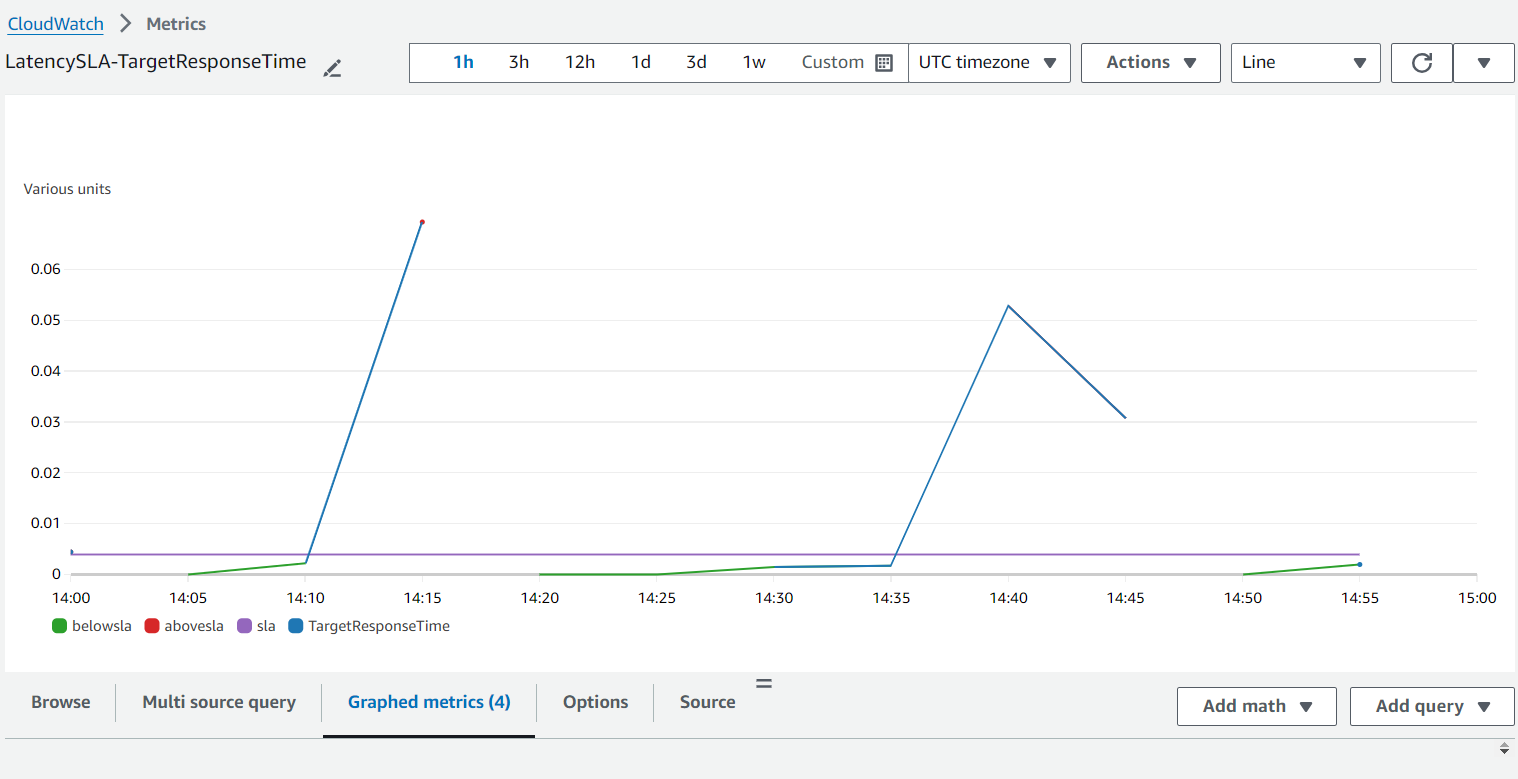 CloudWatch Metrics
LatencySLA-TargetResponseTime
1h 3h 12h 1d 3d 1w Custom UTC timezone Actions Line
Various units
0.06
0.05
0.04
0.03
0.02
0.01
0
14:00 14:05 14:10 14:15 14:20 14:25 14:30 14:35 14:40 14:45 14:50 14:55 15:00
belowsla abovesla sla TargetResponseTime
Browse Multi source query Graphed metrics (4) Options Source Add math Add query